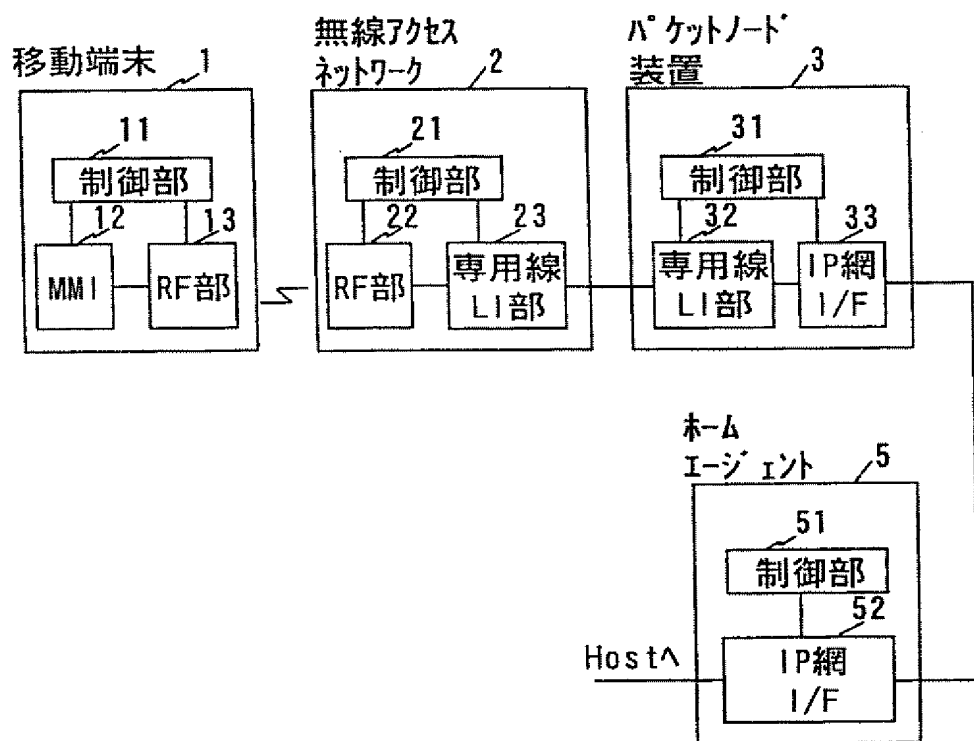 移動端末
1
11
制御部
12
13
MMI
RF部
無線アクセス
ネットワーク
2
21
制御部
22
23
RF部
専用線
LI部
パケットノード
装置
3
31
制御部
32
33
専用線
LI部
IP網
I/F
ホーム
エージェント
5
51
制御部
52
Hostへ
IP網
I/F